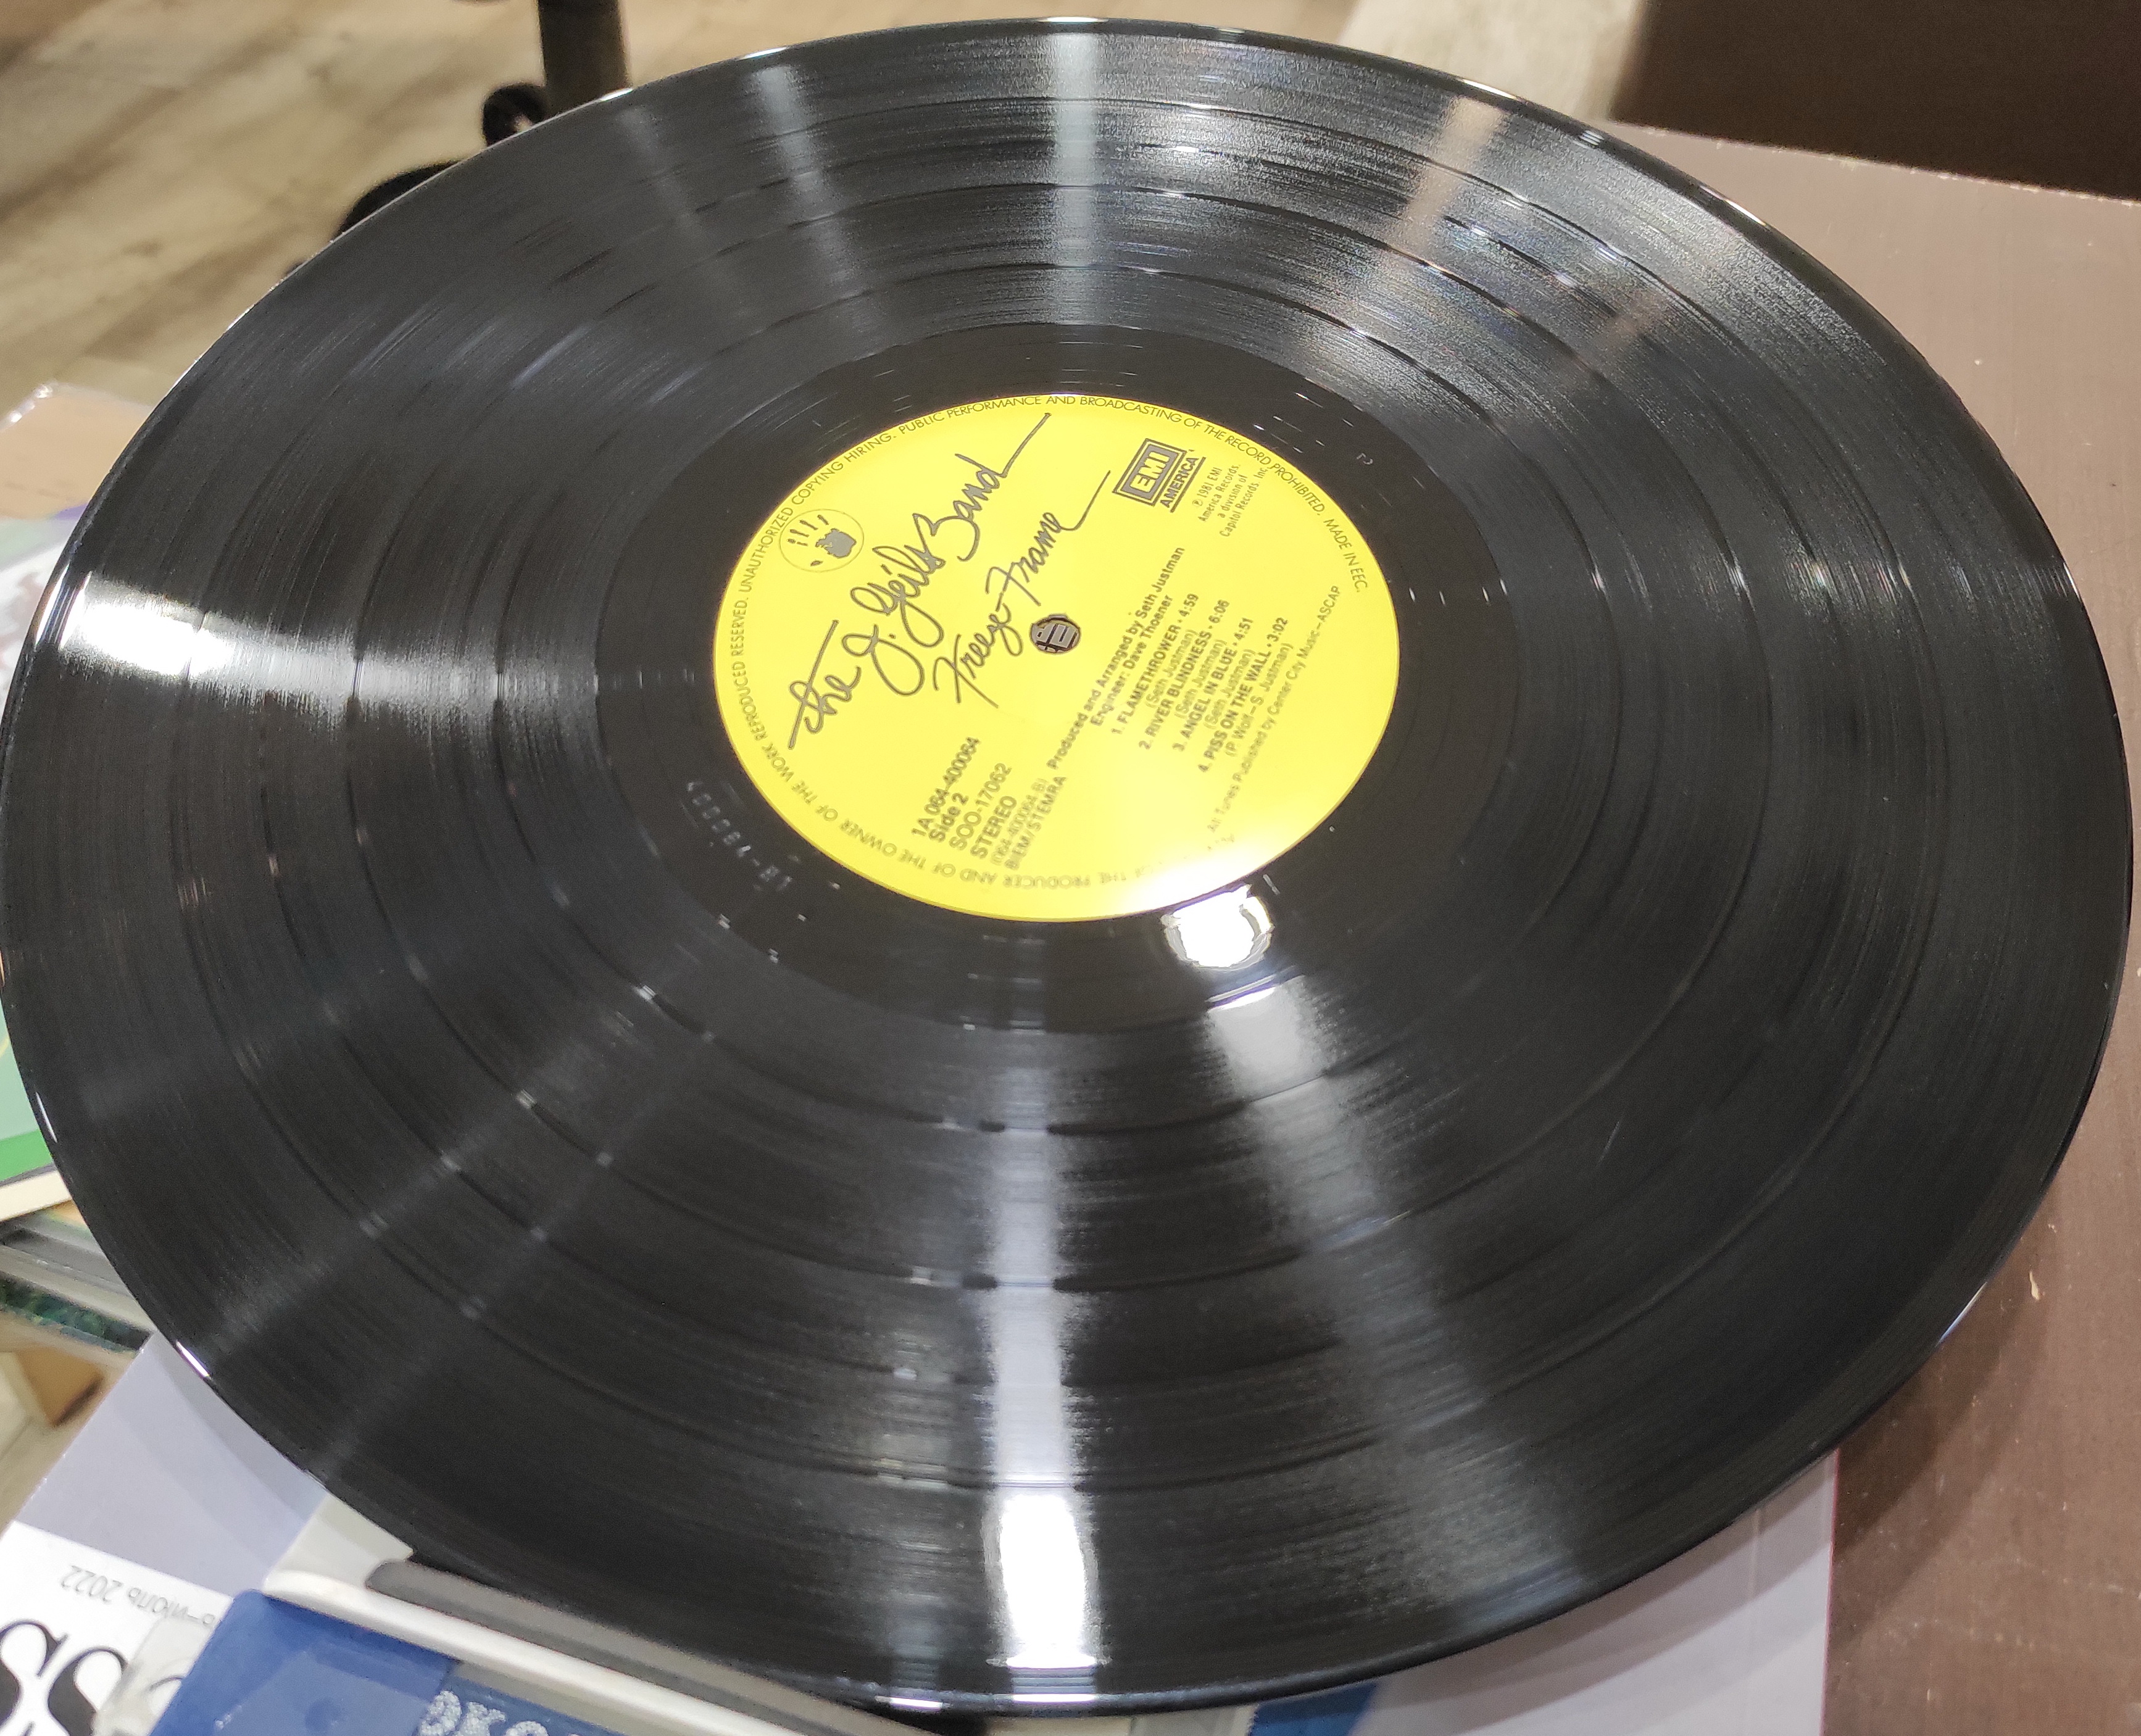 ALL RIGHTS OF THE PRODUCER AND OF THE OWNER OF THE WORK REPRODUCED RESERVED. UNAUTHORIZED COPYING HIRING. PUBLIC PERFORMANCE AND BROADCASTING OF THE RECORD PROHIBITED. MADE IN EEC.
the J. Geils Band
Freeze-Frame
EMI
AMERICA
℗ 1981 EMI
America Records,
a division of
Capitol Records, Inc.
Produced and Arranged by Seth Justman
Engineer: Dave Thoener
1. FLAMETHROWER • 4:59
(Seth Justman)
2. RIVER BLINDNESS • 6:06
(Seth Justman)
3. ANGEL IN BLUE • 4:51
(Seth Justman)
4. PISS ON THE WALL • 3:02
(P. Wolf—S. Justman)
All Tunes Published by Center City Music—ASCAP
1A 064-400064
Side 2
SOO-17062
STEREO
(064-400064 B)
BIEM/STEMRA
2022